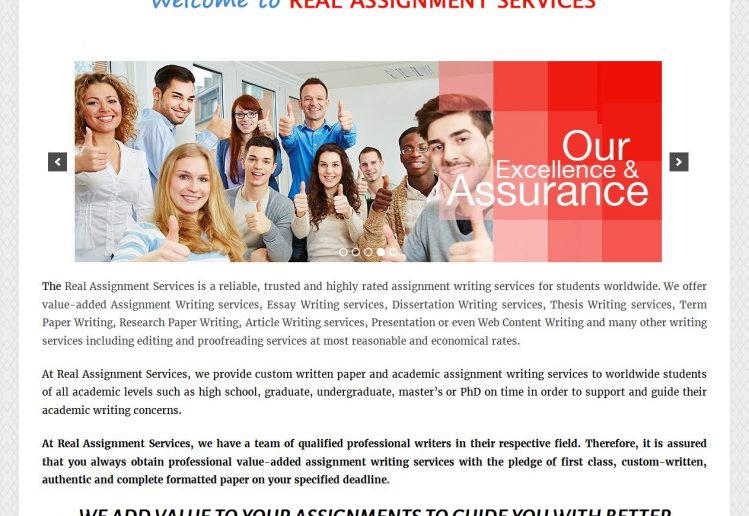 Welcome to REAL ASSIGNMENT SERVICES
Our
Excellence &
Assurance
The Real Assignment Services is a reliable, trusted and highly rated assignment writing services for students worldwide. We offer
value-added Assignment Writing services, Essay Writing services, Dissertation Writing services, Thesis Writing services, Term
Paper Writing, Research Paper Writing, Article Writing services, Presentation or even Web Content Writing and many other writing
services including editing and proofreading services at most reasonable and economical rates.
At Real Assignment Services, we provide custom written paper and academic assignment writing services to worldwide students
of all academic levels such as high school, graduate, undergraduate, master's or PhD on time in order to support and guide their
academic writing concerns.
At Real Assignment Services, we have a team of qualified professional writers in their respective field. Therefore, it is assured
that you always obtain professional value-added assignment writing services with the pledge of first class, custom-written,
authentic and complete formatted paper on your specified deadline.
WE ADD VALUE TO YOUR ASSIGNMENTS TO GUIDE YOU WITH BETTER